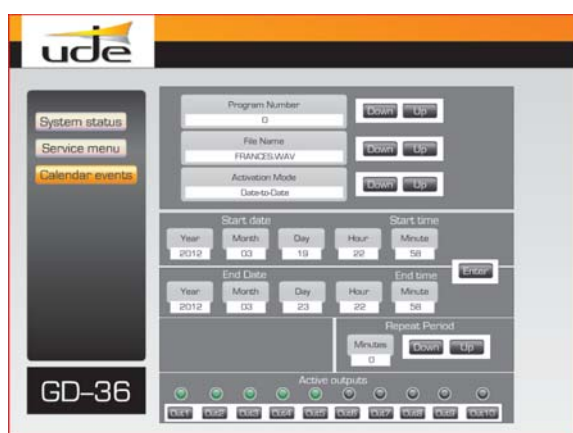 ude
System status
Service menu
Calendar events
GD-36
Program Number
0
Down Up
File Name
FRANCES.WAV
Down Up
Activation Mode
Date-to-Date
Down Up
Start date Start time
Year Month Day Hour Minute
2012 03 19 22 58
Enter
End Date End time
Year Month Day Hour Minute
2012 03 23 22 58
Repeat Period
Minutes Down Up
0
Active outputs
Out1 Out2 Out3 Out4 Out5 Out6 Out7 Out8 Out9 Out10